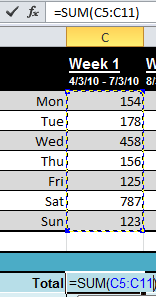 =SUM(C5:C11)
C
Week 1 W
4/3/10 - 7/3/10 8/
Mon 154
Tue 178
Wed 458
Thu 156
Fri 125
Sat 787
Sun 123
Total =SUM(C5:C11